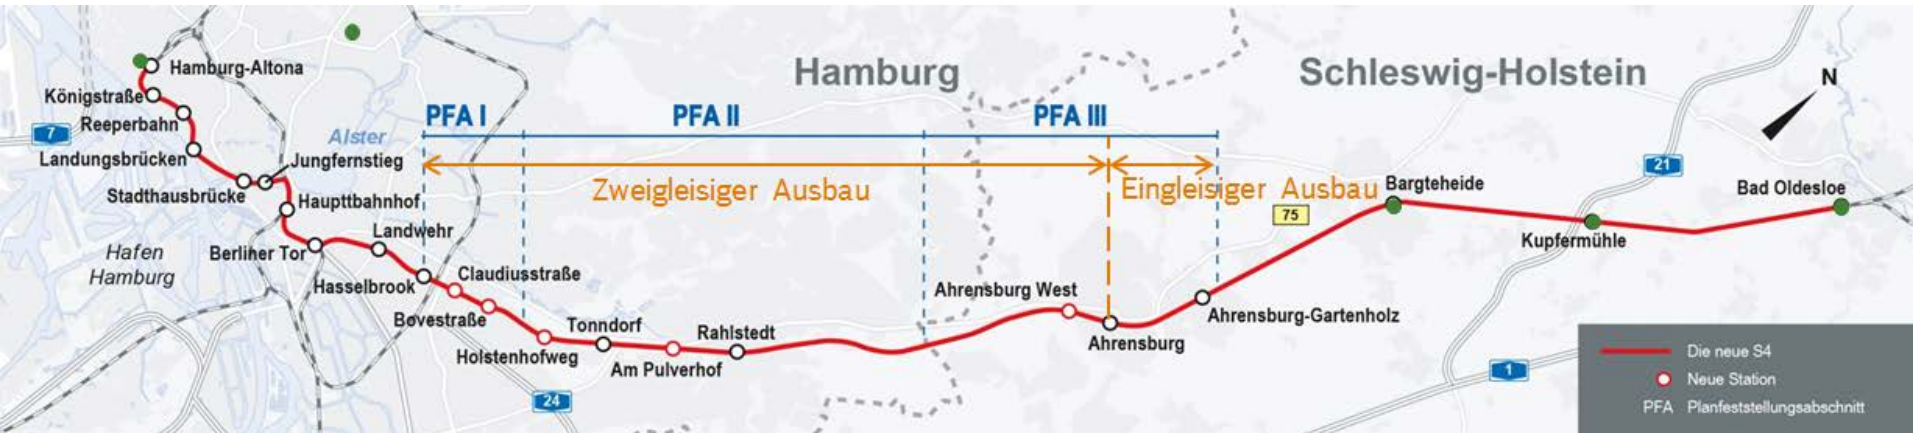 Hamburg
Schleswig-Holstein
N
Hamburg-Altona
Königstraße
Reeperbahn
7
Alster
Landungsbrücken
Jungfernstieg
Stadthausbrücke
Haupttbahnhof
Hafen
Hamburg
Berliner Tor
Landwehr
Hasselbrook
PFA I
PFA II
PFA III
Zweigleisiger Ausbau
Eingleisiger Ausbau
Claudiusstraße
Bovestraße
Holstenhofweg
Tonndorf
Am Pulverhof
Rahlstedt
24
Ahrensburg West
Ahrensburg
Ahrensburg-Gartenholz
75
Bargteheide
21
Kupfermühle
Bad Oldesloe
1
Die neue S4
Neue Station
PFA Planfeststellungsabschnitt